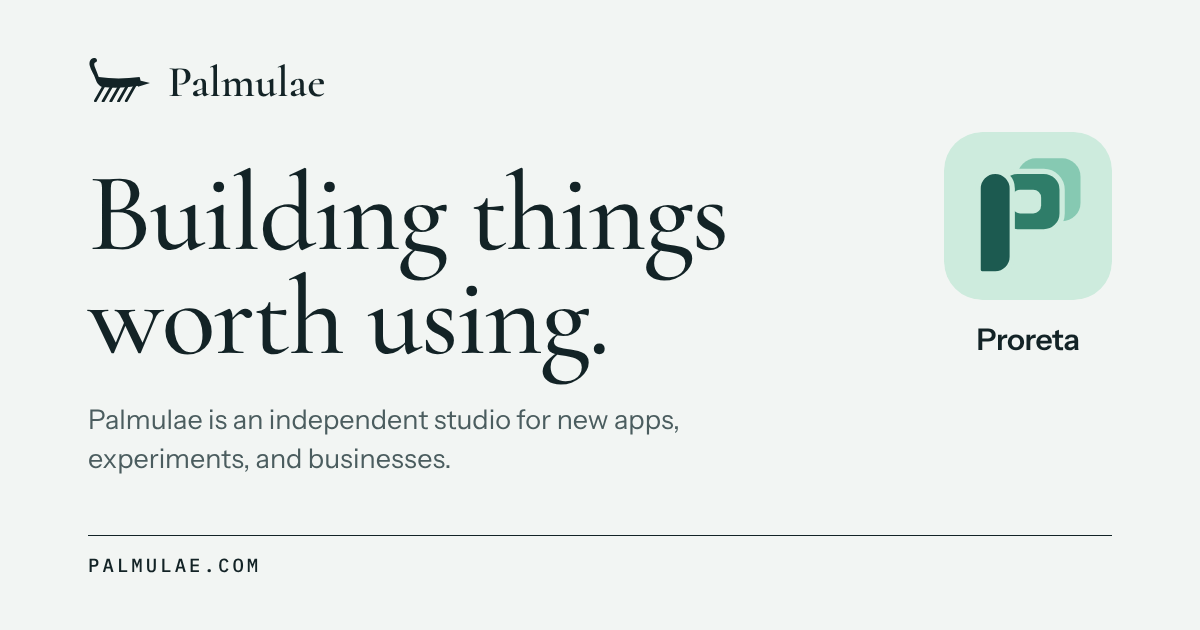 Palmulae
Building things
worth using.
Proreta
Palmulae is an independent studio for new apps,
experiments, and businesses.
PALMULAE.COM